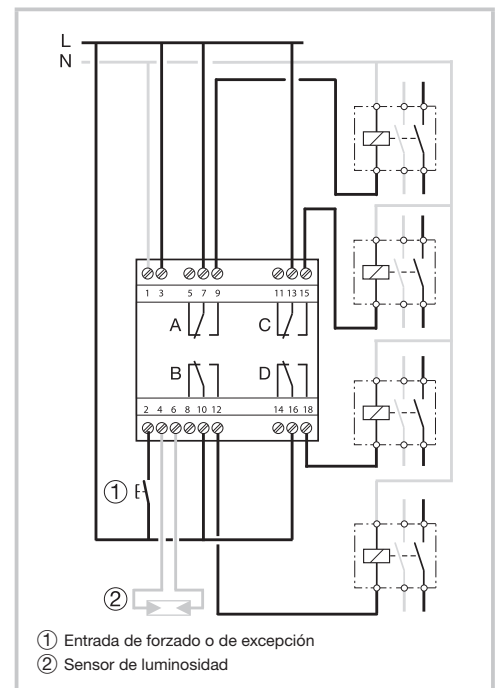 L
N
1 3 5 7 9 11 13 15
A C
B D
2 4 6 8 10 12 14 16 18
①
②
① Entrada de forzado o de excepción
② Sensor de luminosidad